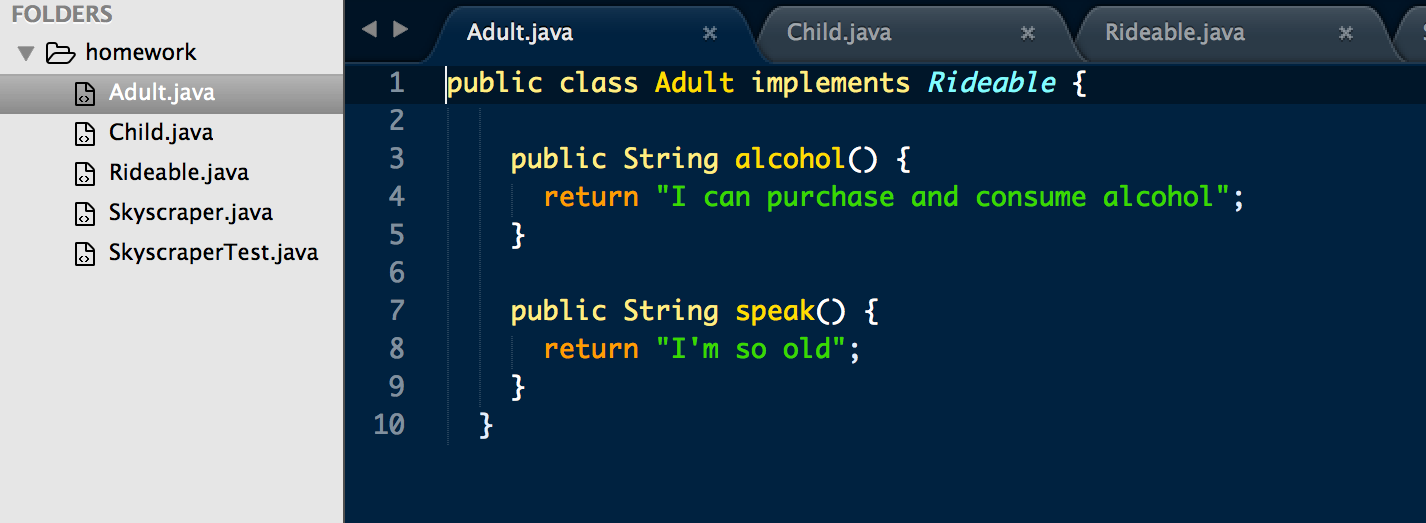 FOLDERS
homework
Adult.java
Child.java
Rideable.java
Skyscraper.java
SkyscraperTest.java
Adult.java × Child.java × Rideable.java ×
1 public class Adult implements Rideable {
2
3 public String alcohol() {
4 return "I can purchase and consume alcohol";
5 }
6
7 public String speak() {
8 return "I'm so old";
9 }
10 }